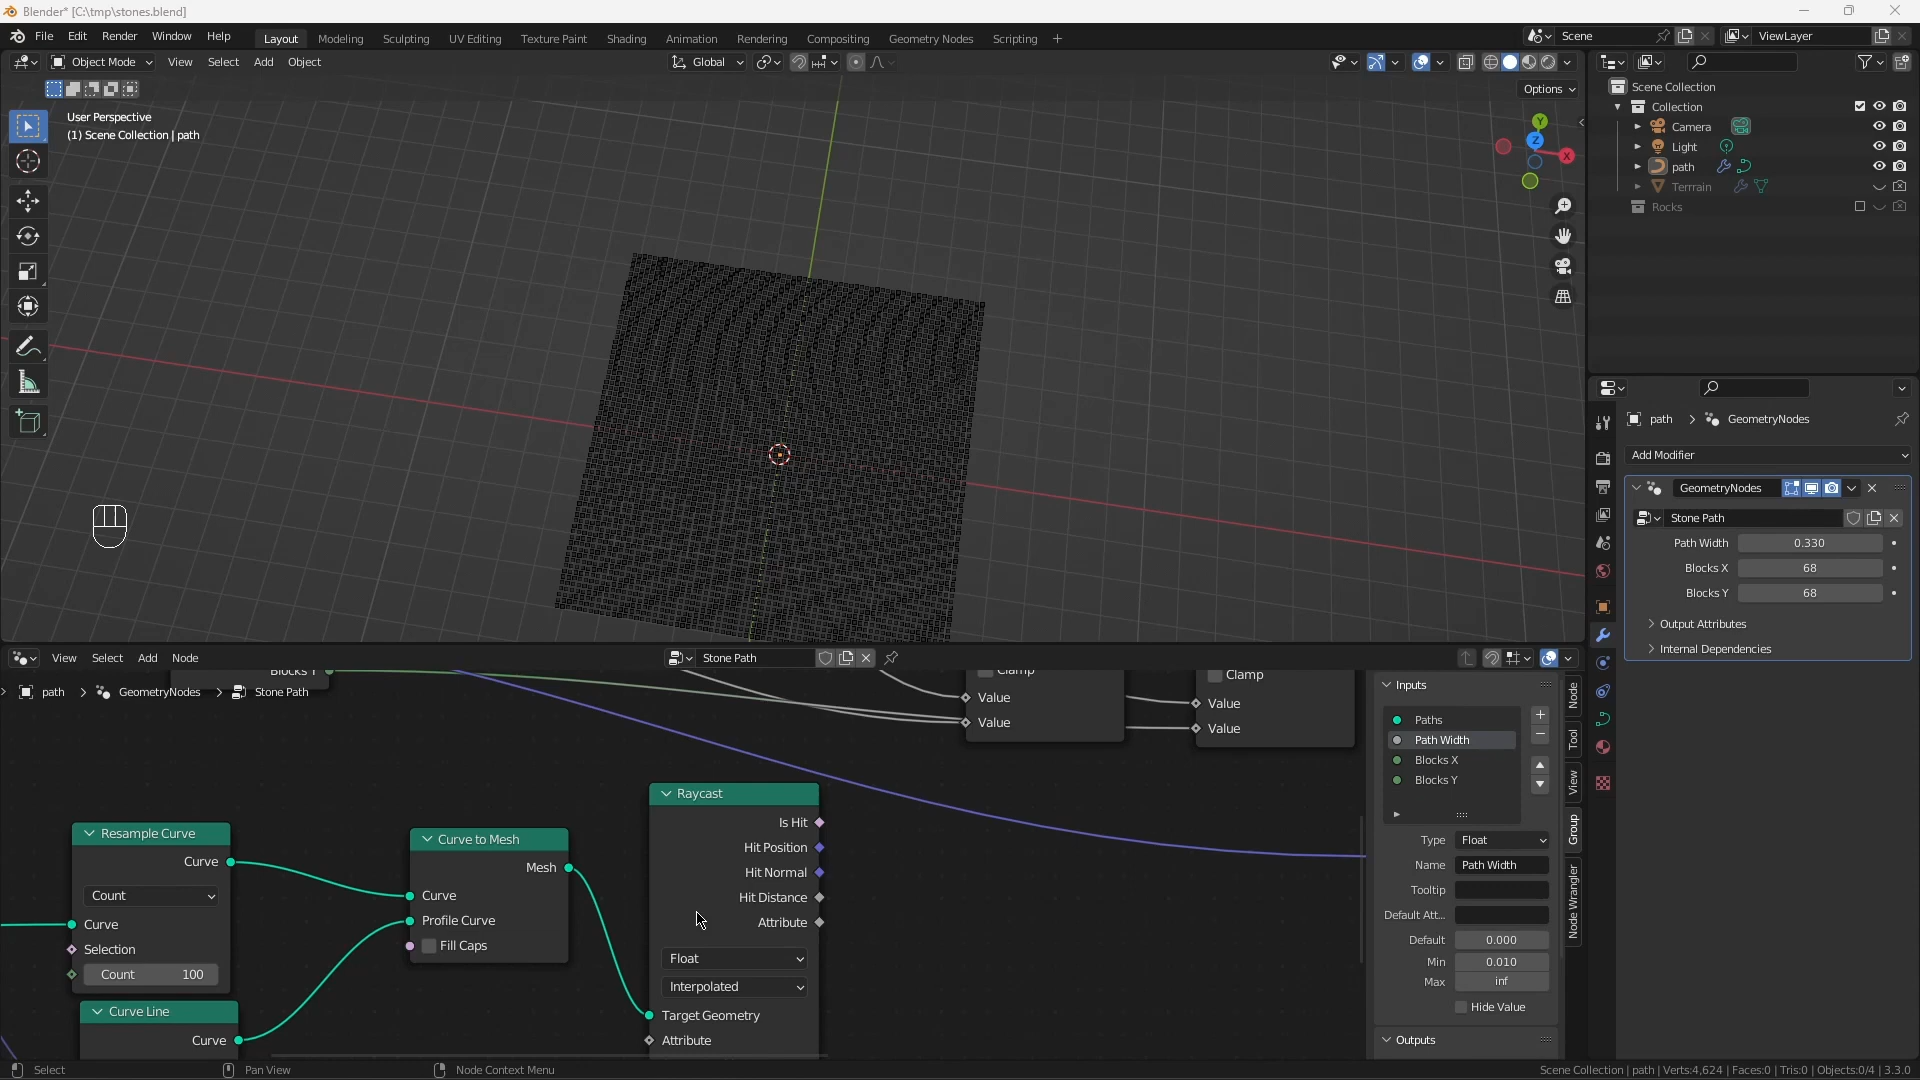 Blender* [C:\tmp\stones.blend]
File Edit Render Window Help
Layout Modeling Sculpting UV Editing Texture Paint Shading Animation Rendering Compositing Geometry Nodes Scripting +
Scene
ViewLayer
Object Mode View Select Add Object
Global
Options
User Perspective
(1) Scene Collection | path
Y
Z
X
Scene Collection
Collection
Camera
Light
path
Terrrain
Rocks
path > GeometryNodes
Add Modifier
GeometryNodes
Stone Path
Path Width 0.330
Blocks X 68
Blocks Y 68
Output Attributes
Internal Dependencies
View Select Add Node
Stone Path
path > GeometryNodes > Stone Path
Blocks Y
Clamp
Value
Value
Clamp
Value
Value
Resample Curve
Curve
Count
Curve
Selection
Count 100
Curve Line
Curve
Curve to Mesh
Mesh
Curve
Profile Curve
Fill Caps
Raycast
Is Hit
Hit Position
Hit Normal
Hit Distance
Attribute
Float
Interpolated
Target Geometry
Attribute
Inputs
Paths
Path Width
Blocks X
Blocks Y
Type Float
Name Path Width
Tooltip
Default Att...
Default 0.000
Min 0.010
Max inf
Hide Value
Outputs
Node
Tool
View
Group
Node Wrangler
Select
Pan View
Node Context Menu
Scene Collection | path | Verts:4,624 | Faces:0 | Tris:0 | Objects:0/4 | 3.3.0